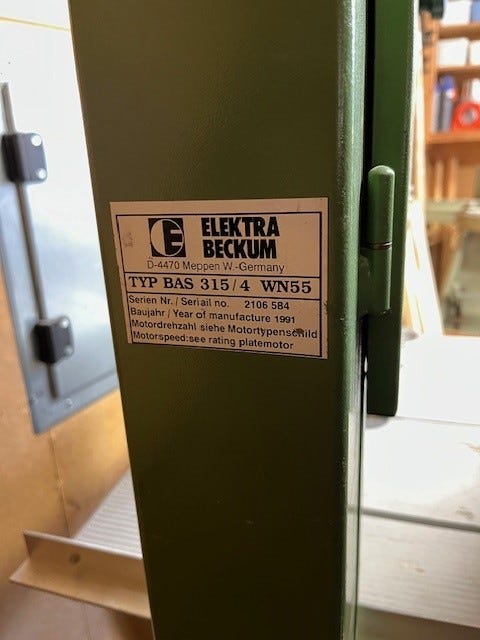 E ELEKTRA
BECKUM
D-4470 Meppen W.-Germany
TYP BAS 315/4 WN55
Serien Nr. / Seriail no. 2106 584
Baujahr / Year of manufacture 1991
Motordrehzahl siehe Motortypenschild
Motorspeed:see rating platemotor